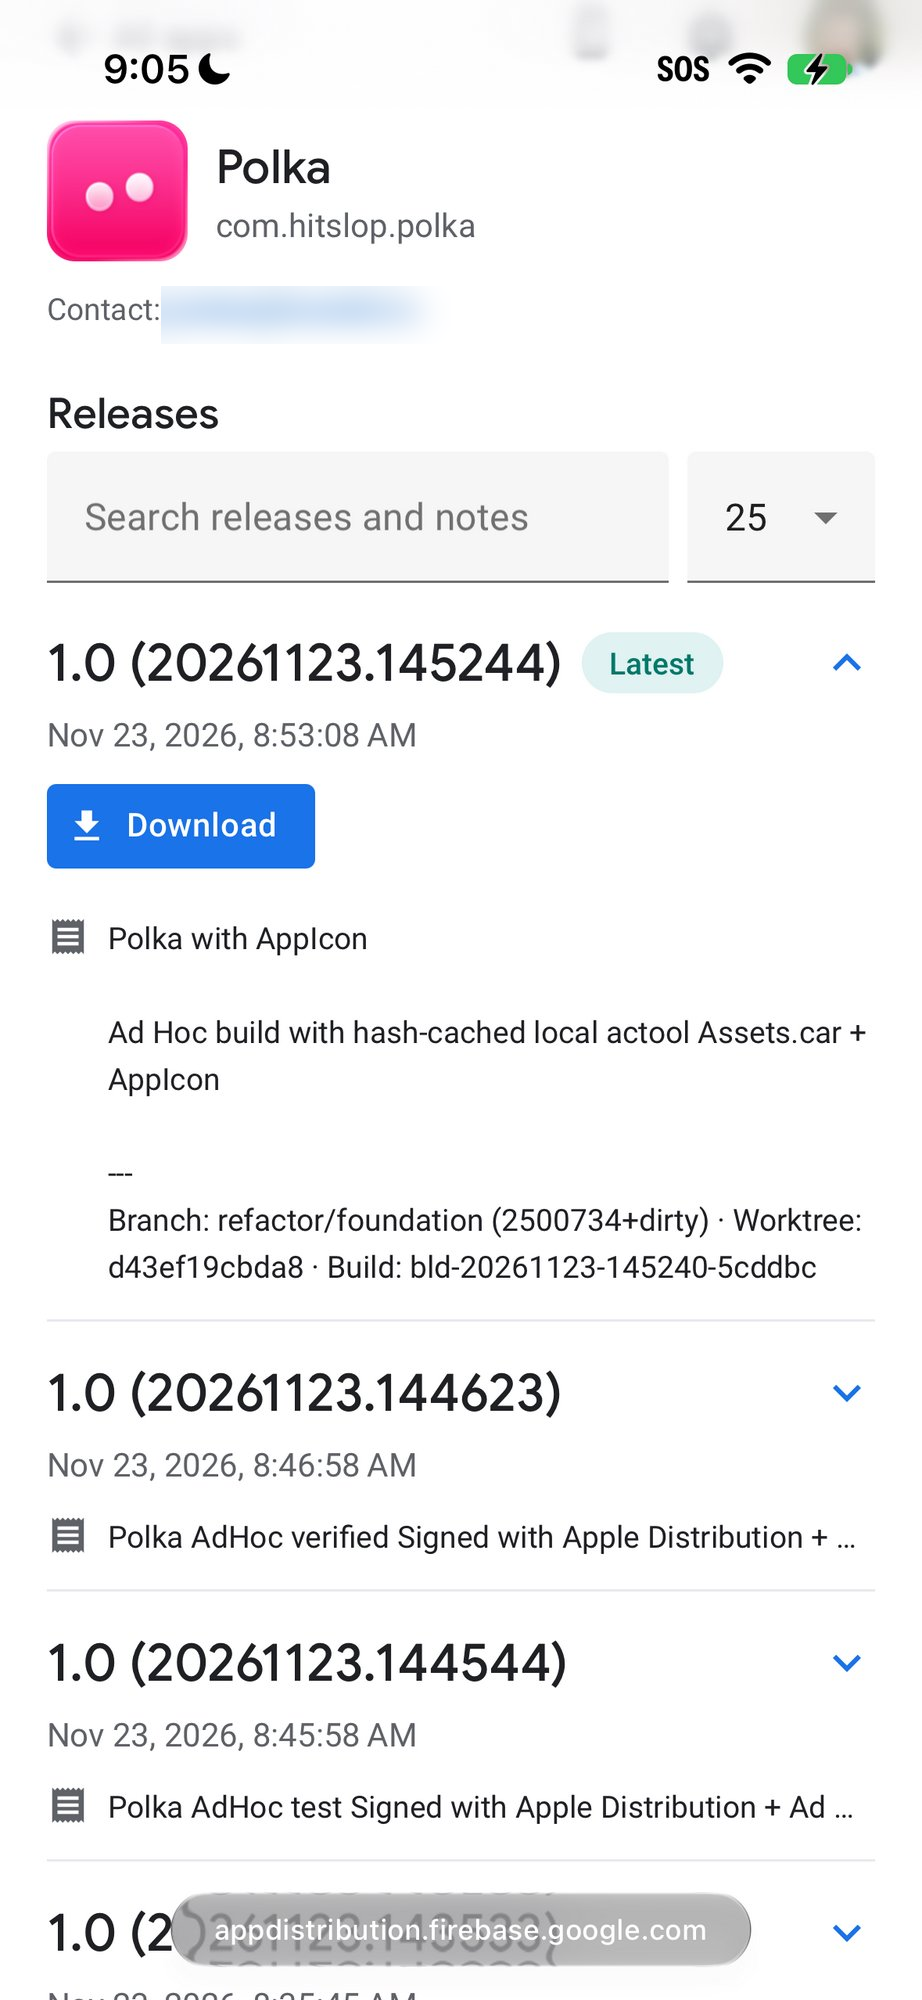 9:05
SOS
Polka
com.hitslop.polka
Contact:
Releases
Search releases and notes
25
1.0 (20261123.145244)
Latest
Nov 23, 2026, 8:53:08 AM
Download
Polka with AppIcon
Ad Hoc build with hash-cached local actool Assets.car +
AppIcon
---
Branch: refactor/foundation (2500734+dirty) · Worktree:
d43ef19cbda8 · Build: bld-20261123-145240-5cddbc
1.0 (20261123.144623)
Nov 23, 2026, 8:46:58 AM
Polka AdHoc verified Signed with Apple Distribution + ...
1.0 (20261123.144544)
Nov 23, 2026, 8:45:58 AM
Polka AdHoc test Signed with Apple Distribution + Ad ...
1.0 (2
appdistribution.firebase.google.com